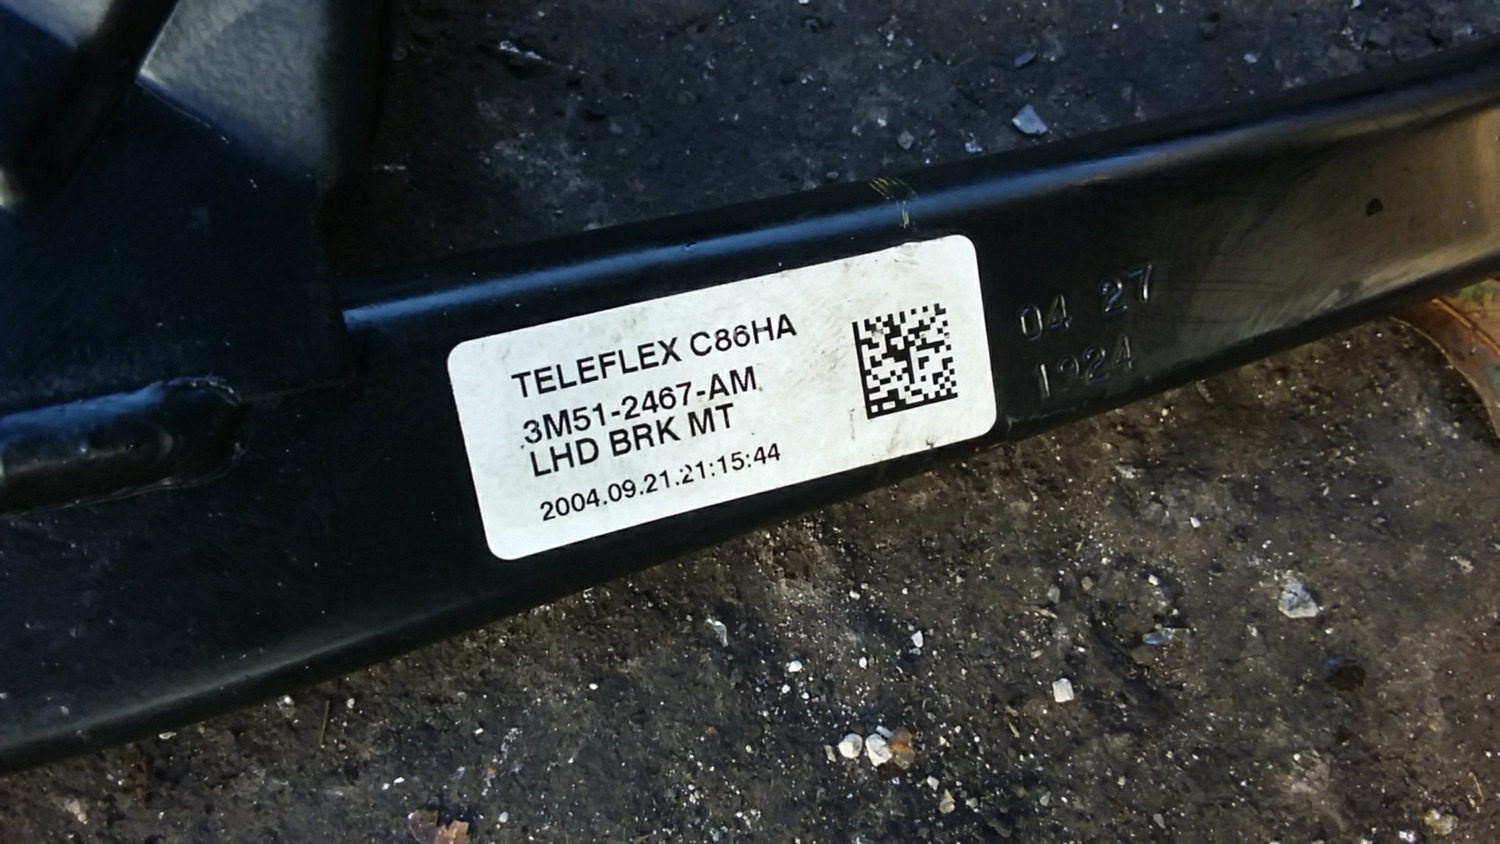 TELEFLEX C86HA
3M51-2467-AM
LHD BRK MT
2004.09.21.21:15:44
04 27
1924